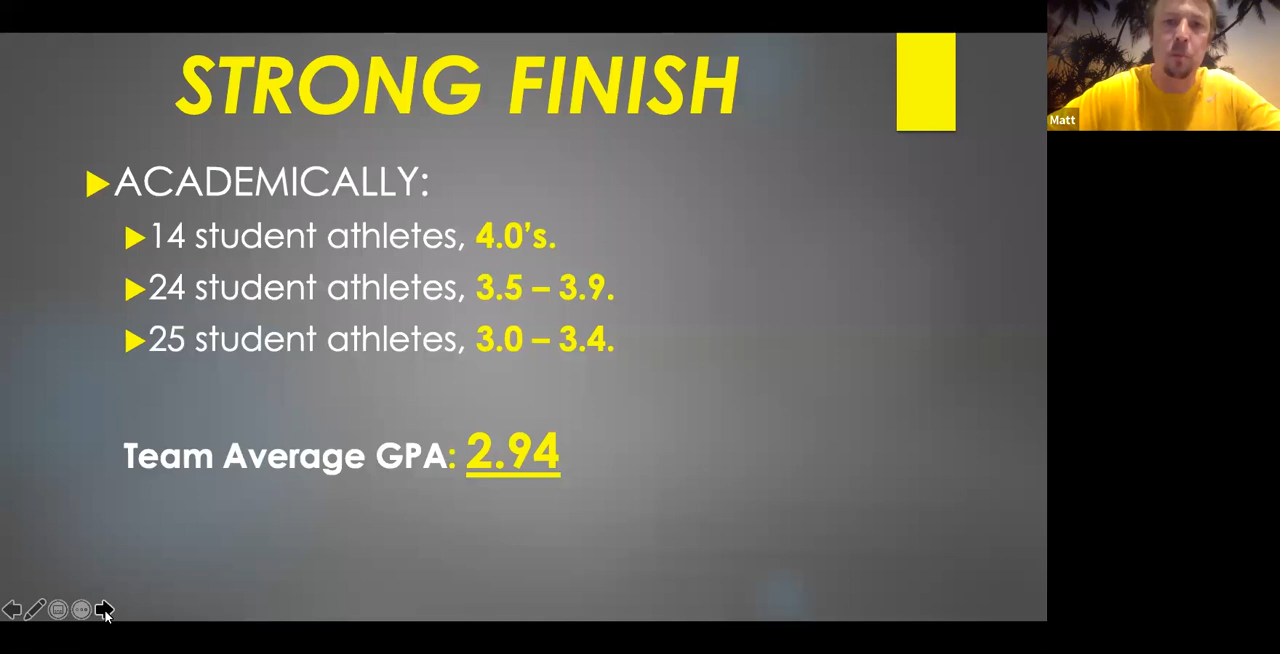 STRONG FINISH
ACADEMICALLY:
14 student athletes, 4.0’s.
24 student athletes, 3.5 – 3.9.
25 student athletes, 3.0 – 3.4.
Team Average GPA: 2.94
Matt